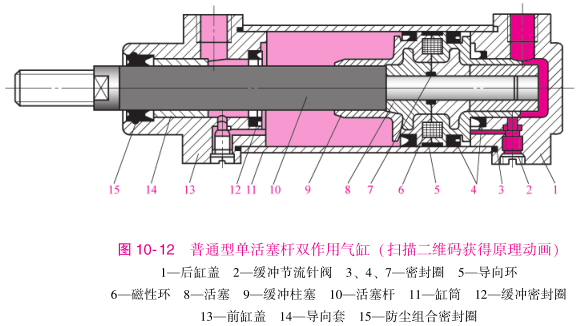 15 14 13 12 11 10 9 8 7 6 5 4 3 2 1
图 10-12 普通型单活塞杆双作用气缸（扫描二维码获得原理动画）
1—后缸盖 2—缓冲节流针阀 3、4、7—密封圈 5—导向环
6—磁性环 8—活塞 9—缓冲柱塞 10—活塞杆 11—缸筒 12—缓冲密封圈
13—前缸盖 14—导向套 15—防尘组合密封圈